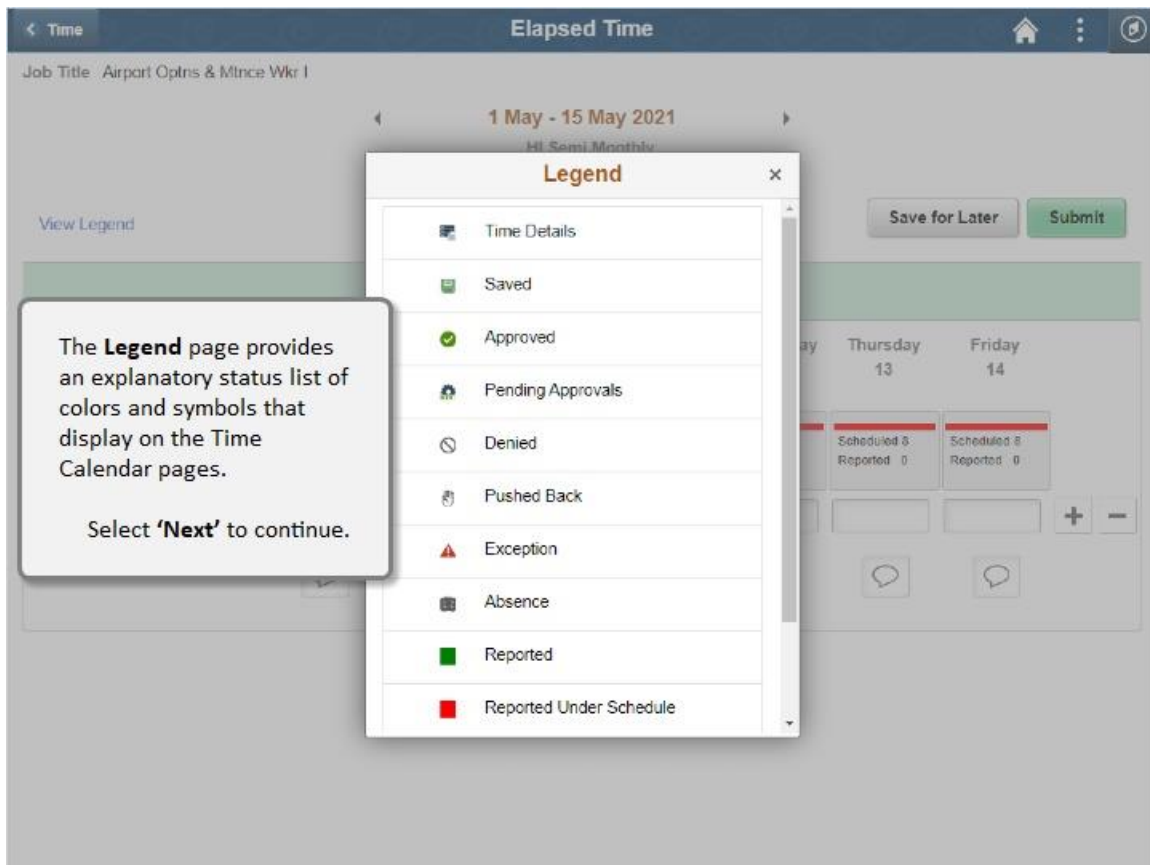 Time
Elapsed Time
Job Title Airport Optns & Mtnce Wkr I
1 May - 15 May 2021
HI Semi Monthly
Legend
View Legend
Save for Later
Submit
Time Details
Saved
Approved
Pending Approvals
Denied
Pushed Back
Exception
Absence
Reported
Reported Under Schedule
The Legend page provides
an explanatory status list of
colors and symbols that
display on the Time
Calendar pages.
Select ‘Next’ to continue.
ay
Thursday
13
Friday
14
Scheduled 8
Reported 0
Scheduled 8
Reported 0